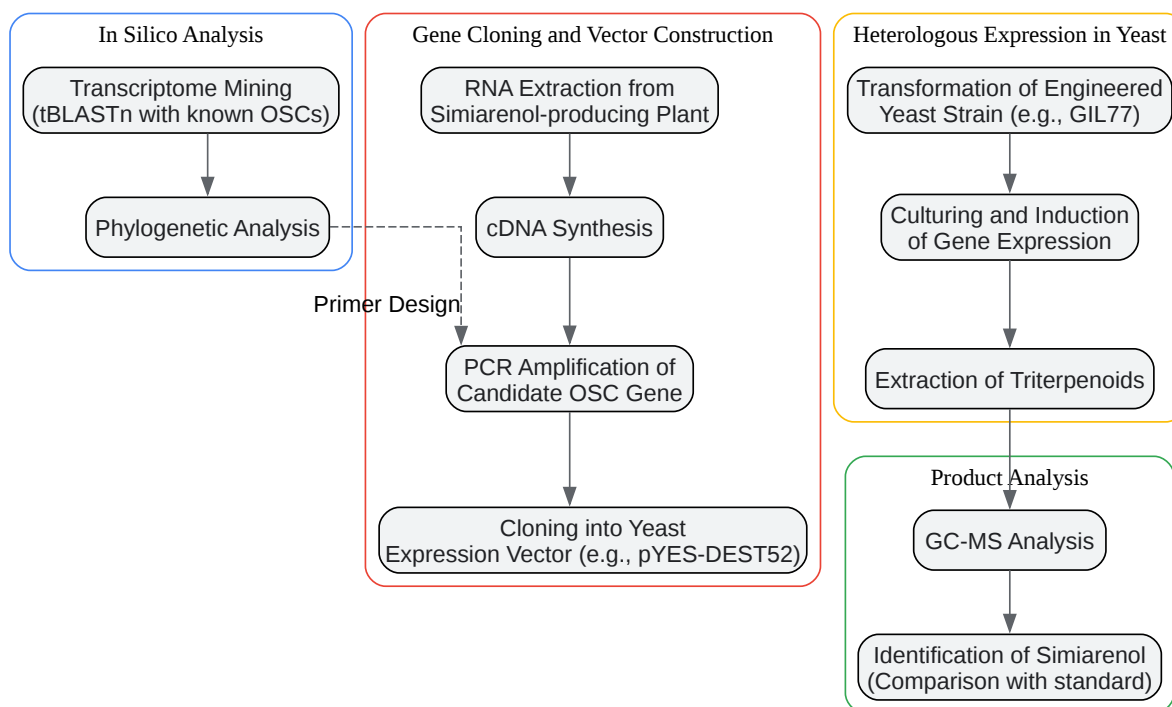 In Silico Analysis
Transcriptome Mining
(tBLASTn with known OSCs)
Phylogenetic Analysis
Primer Design
Gene Cloning and Vector Construction
RNA Extraction from
Simiarenol-producing Plant
cDNA Synthesis
PCR Amplification of
Candidate OSC Gene
Cloning into Yeast
Expression Vector (e.g., pYES-DEST52)
Heterologous Expression in Yeast
Transformation of Engineered
Yeast Strain (e.g., GIL77)
Culturing and Induction
of Gene Expression
Extraction of Triterpenoids
Product Analysis
GC-MS Analysis
Identification of Simiarenol
(Comparison with standard)